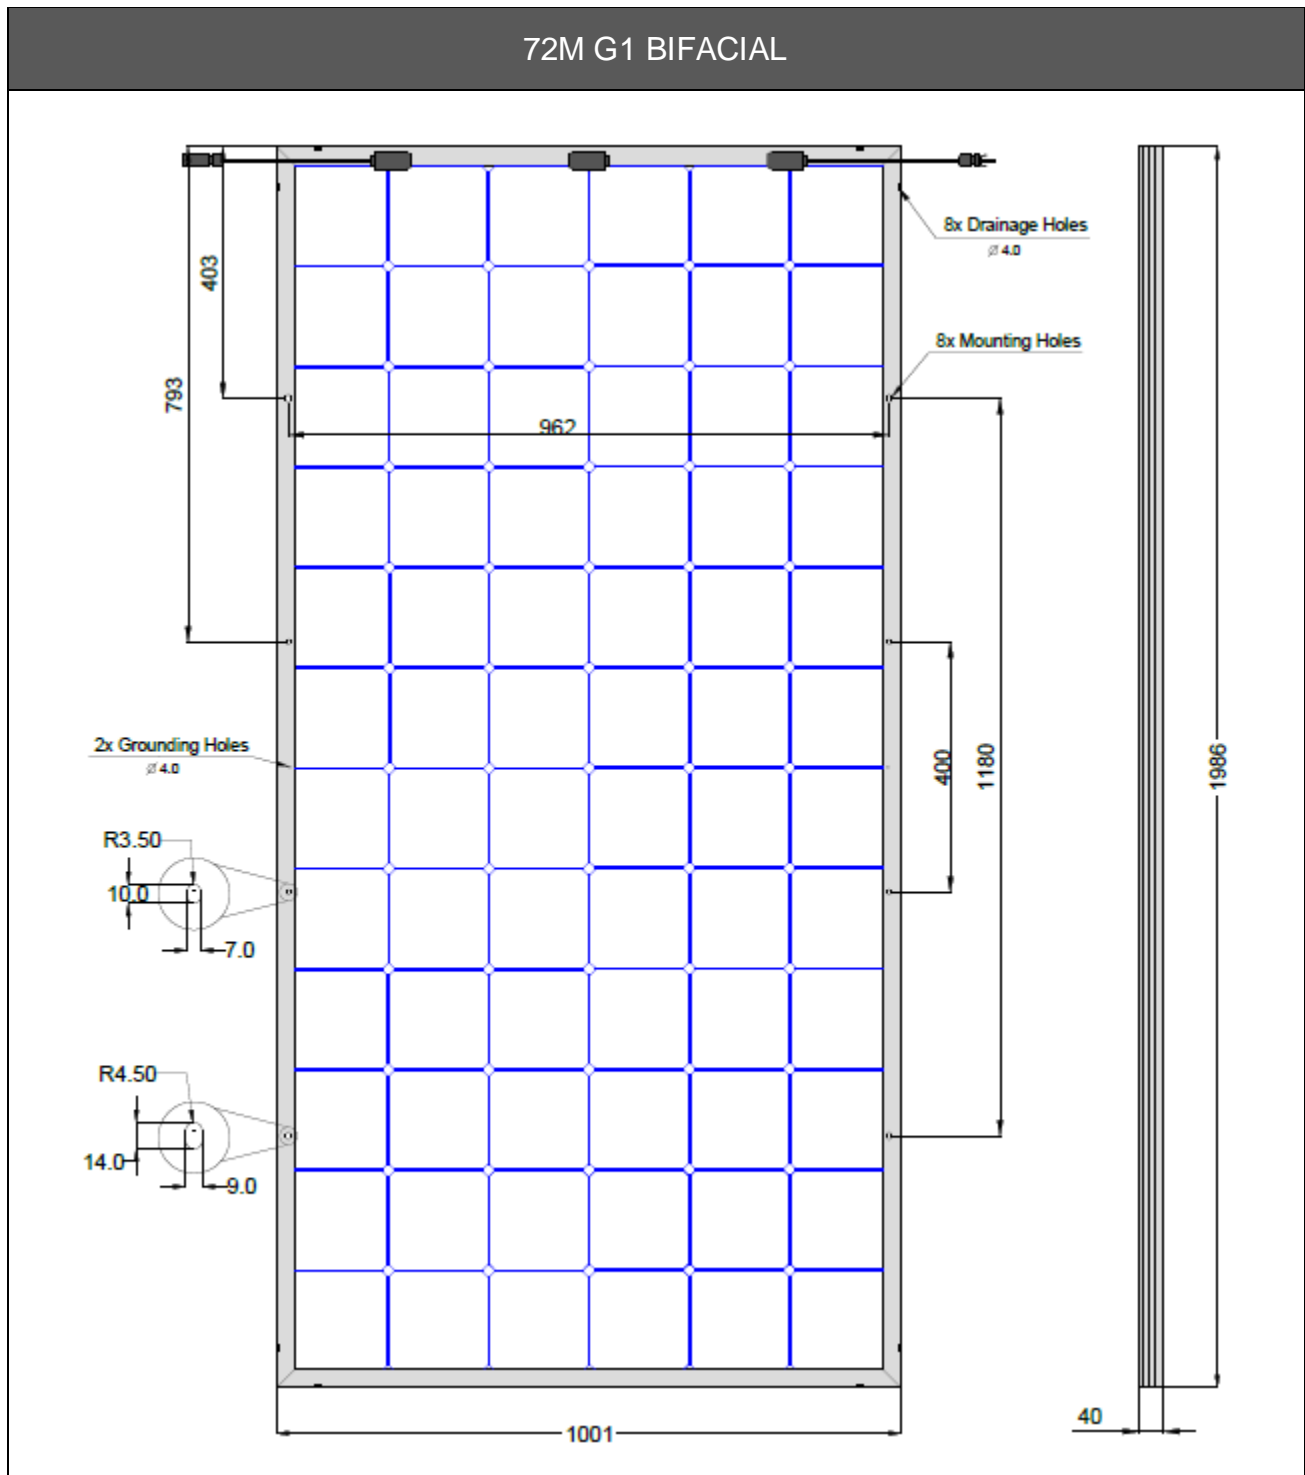 72M G1 BIFACIAL
8x Drainage Holes
Ø 4.0
403
8x Mounting Holes
793
962
2x Grounding Holes
Ø 4.0
400
1180
1986
R3.50
10.0
7.0
R4.50
14.0
9.0
40
1001